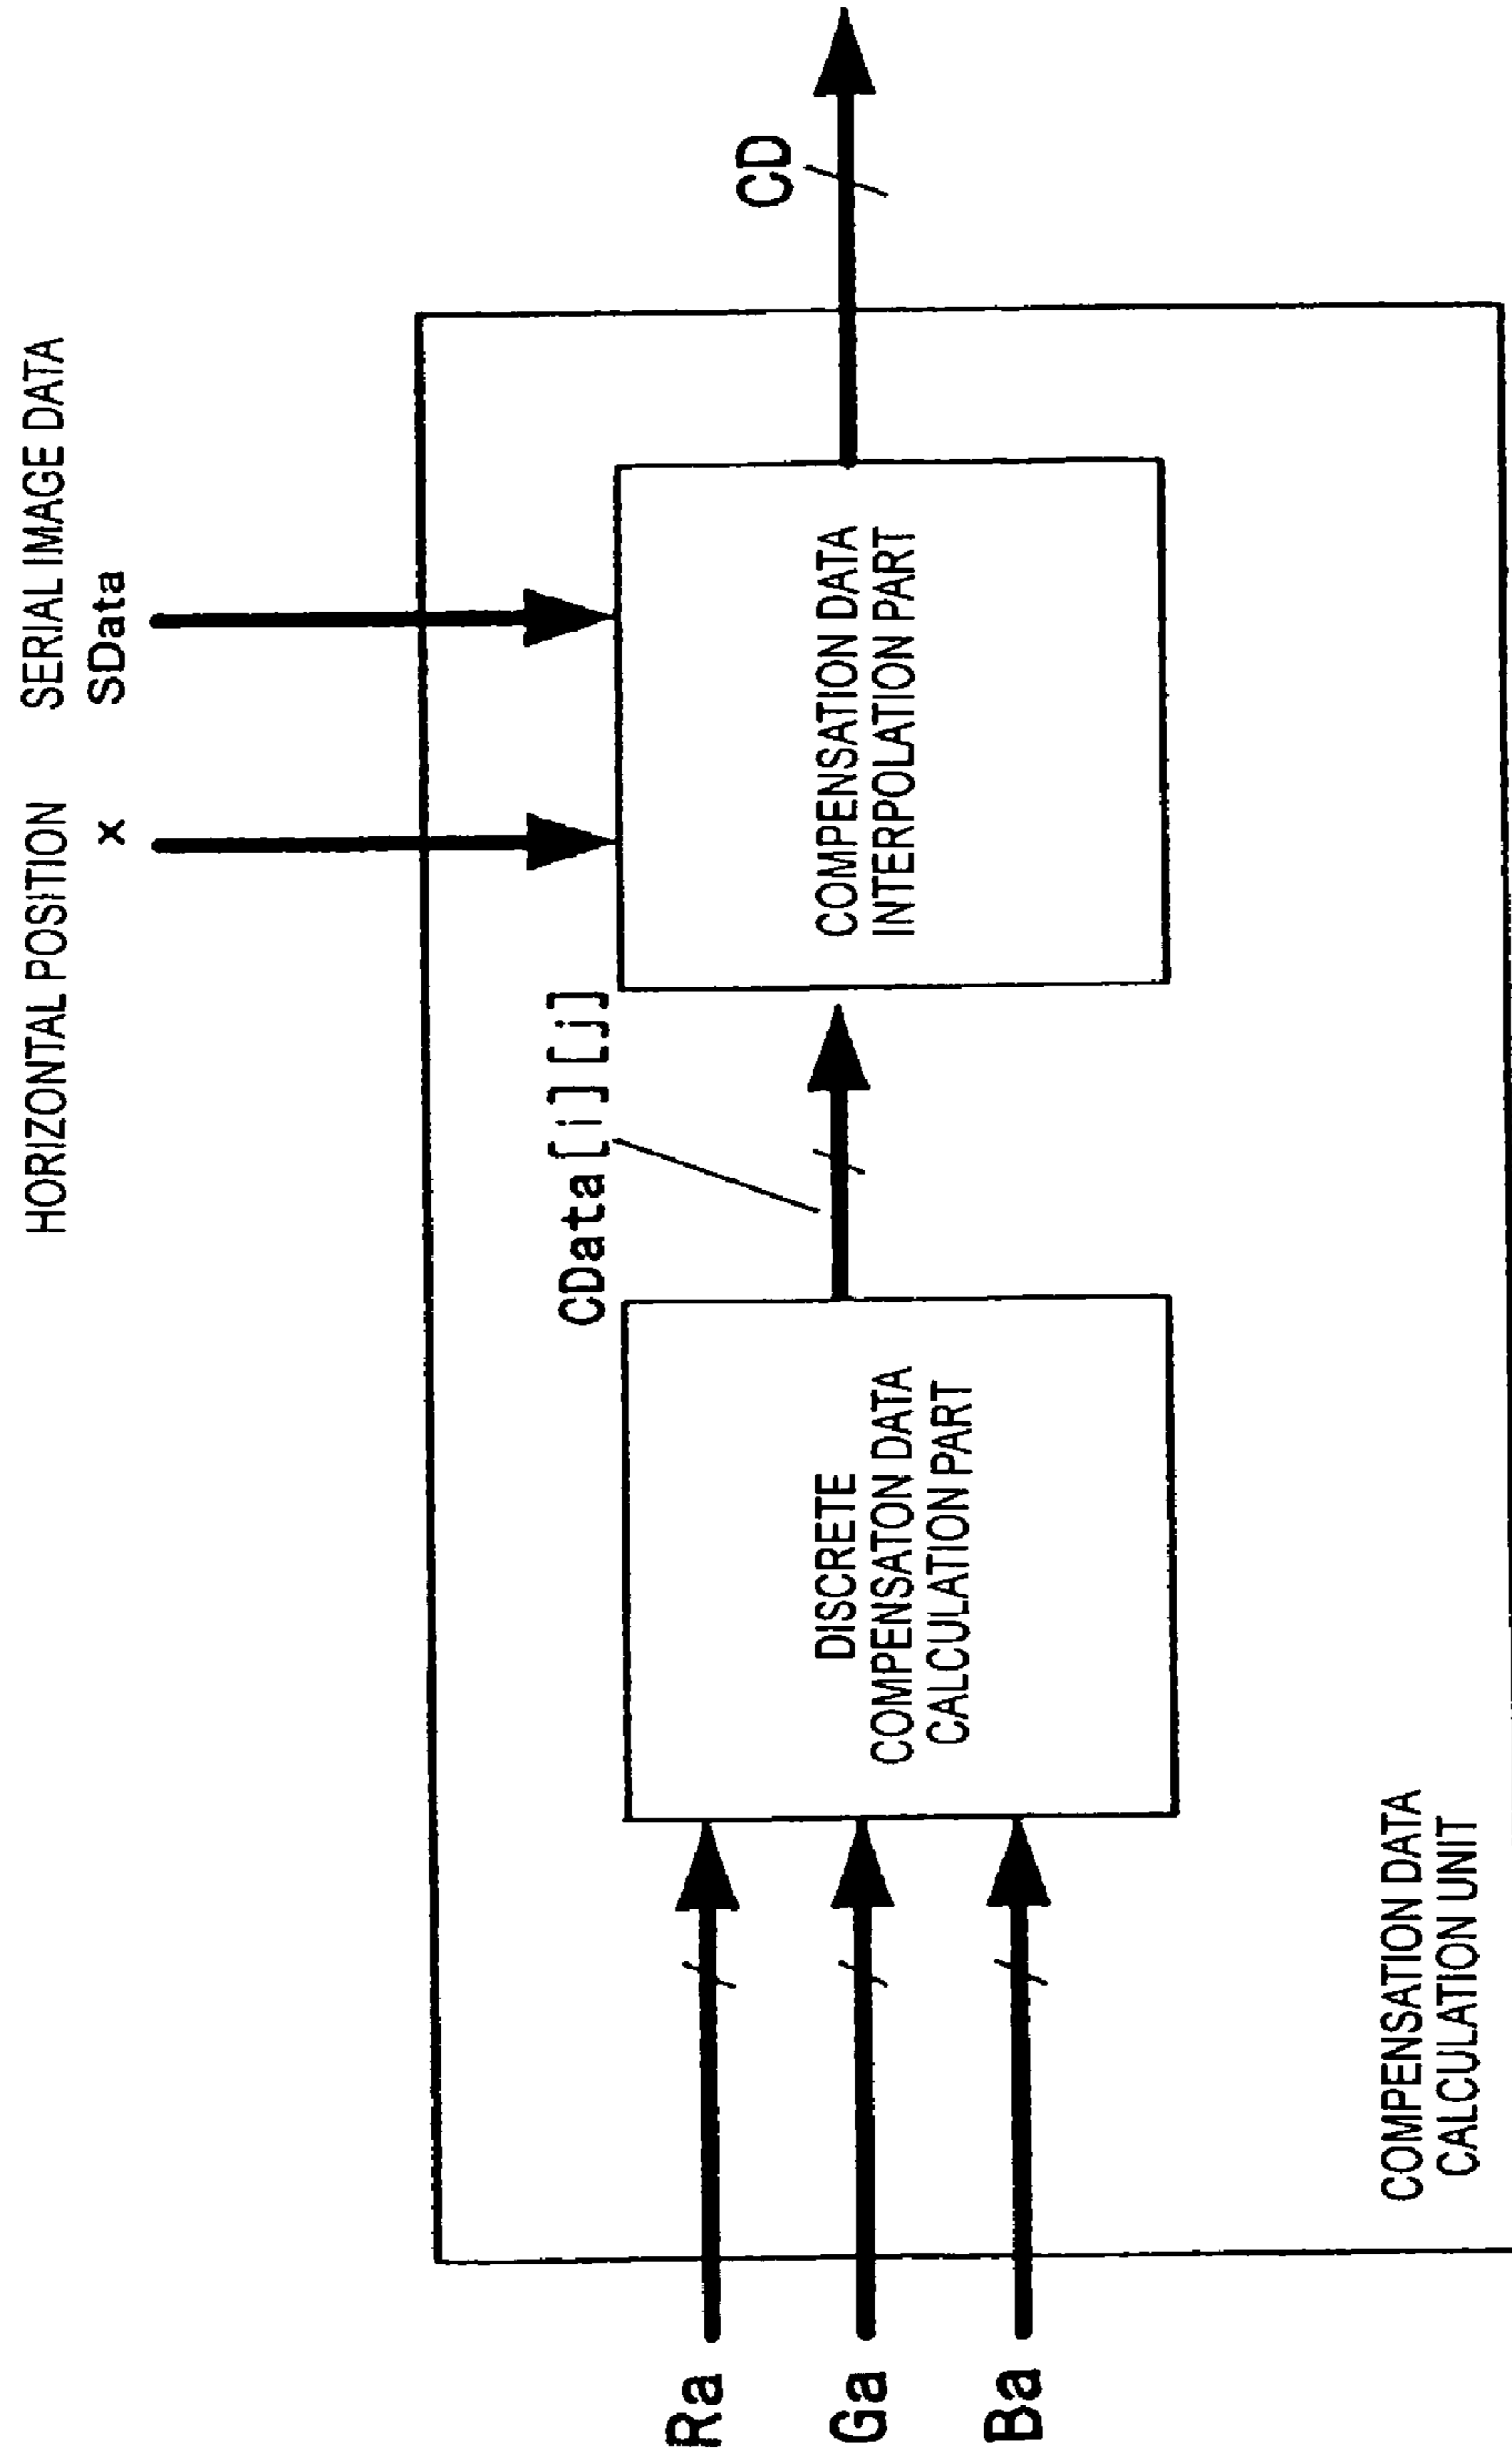 HORIZONTAL POSITION
x
SERIAL IMAGE DATA
SData
CData[i][j]
CD
Ra
Ga
Ba
DISCRETE
COMPENSATON DATA
CALCULATION PART
COMPENSATION DATA
INTERPOLATION PART
COMPENSATION DATA
CALCULATION UNIT